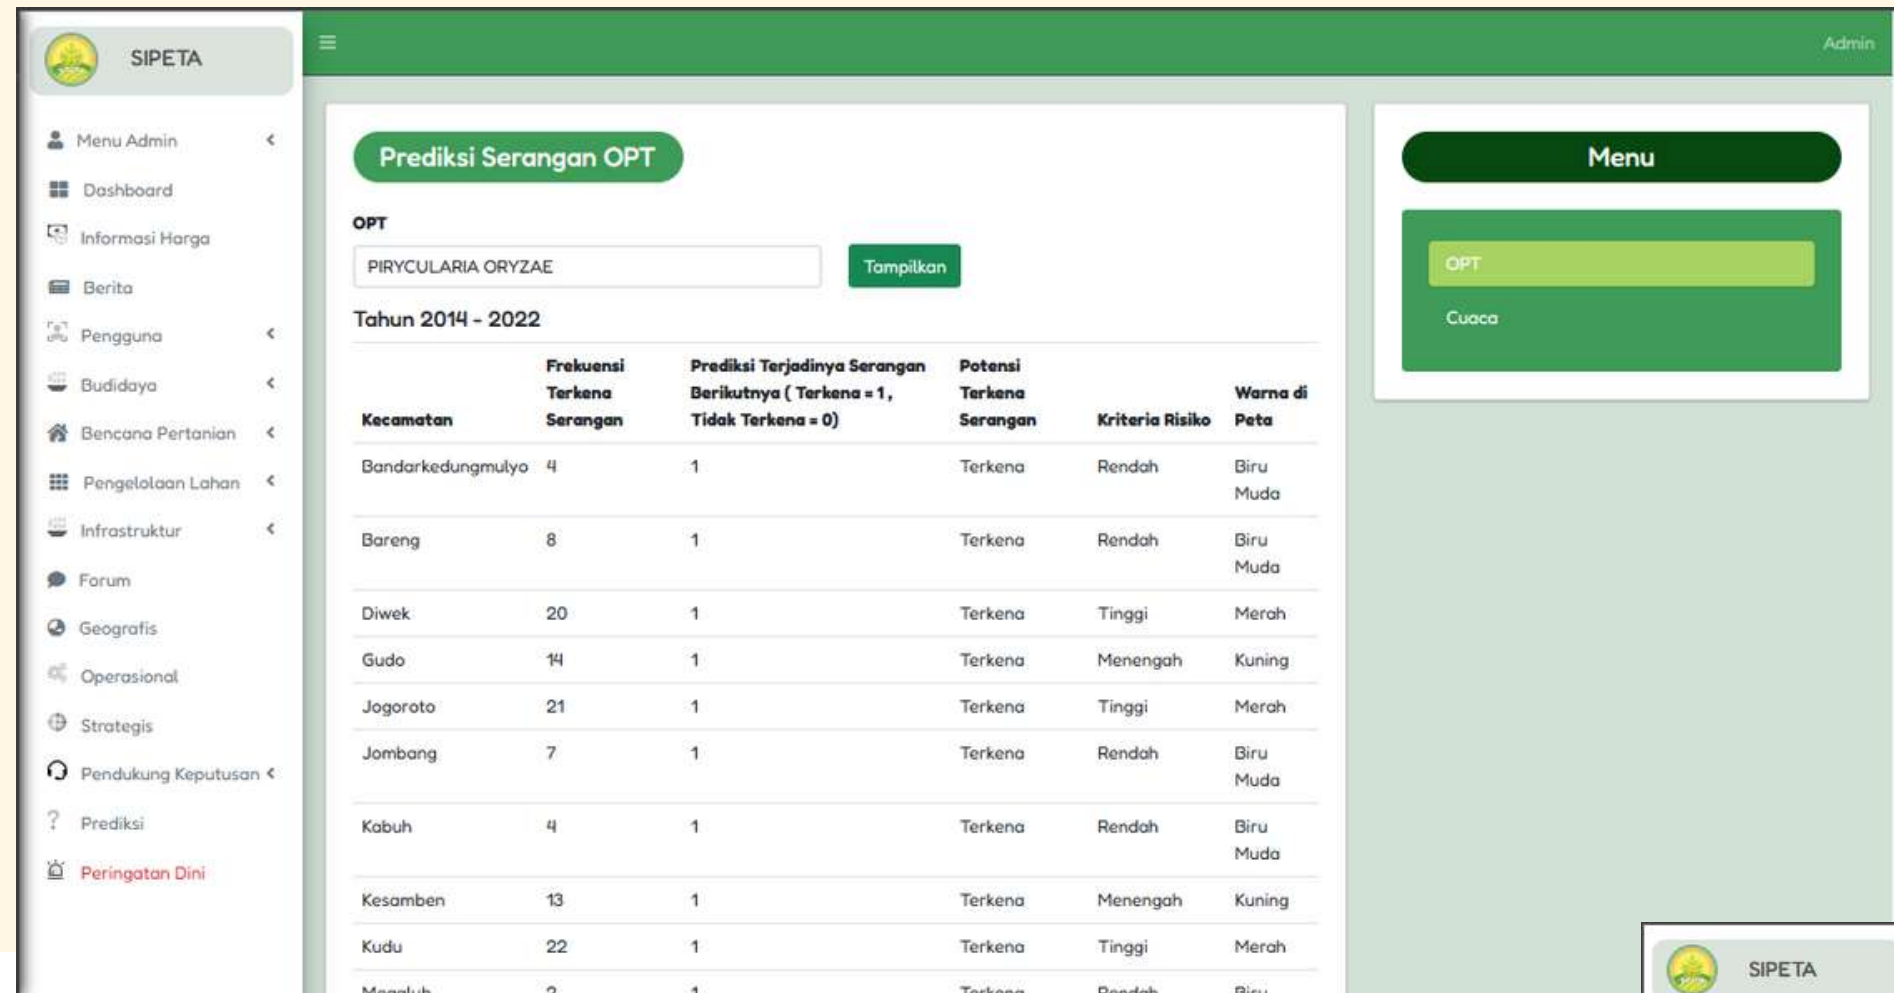 SIPETA
Admin
Menu Admin
Dashboard
Informasi Harga
Berita
Pengguna
Budidaya
Bencana Pertanian
Pengelolaan Lahan
Infrastruktur
Forum
Geografis
Operasional
Strategis
Pendukung Keputusan
? Prediksi
Peringatan Dini
Prediksi Serangan OPT
OPT
PIRYCULARIA ORYZAE
Tampilkan
Tahun 2014 - 2022
Kecamatan
Frekuensi
Terkena
Serangan
Prediksi Terjadinya Serangan
Berikutnya ( Terkena = 1 ,
Tidak Terkena = 0)
Potensi
Terkena
Serangan
Kriteria Risiko
Warna di
Peta
Bandarkedungmulyo 4 1 Terkena Rendah Biru
Muda
Bareng 8 1 Terkena Rendah Biru
Muda
Diwek 20 1 Terkena Tinggi Merah
Gudo 14 1 Terkena Menengah Kuning
Jogoroto 21 1 Terkena Tinggi Merah
Jombang 7 1 Terkena Rendah Biru
Muda
Kabuh 4 1 Terkena Rendah Biru
Muda
Kesamben 13 1 Terkena Menengah Kuning
Kudu 22 1 Terkena Tinggi Merah
Megaluh 2 1 Terkena Rendah Biru
Menu
OPT
Cuaca
SIPETA